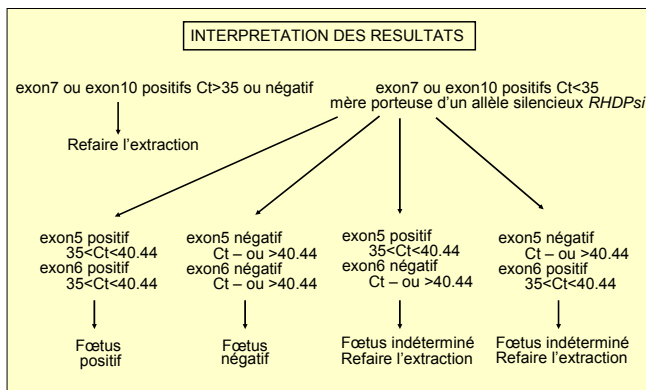 INTERPRETATION DES RESULTATS
exon7 ou exon10 positifs Ct>35 ou négatif
Refaire l'extraction
exon7 ou exon10 positifs Ct<35
mère porteuse d'un allèle silencieux RHDPsi
exon5 positif
35<Ct<40.44
exon6 positif
35<Ct<40.44
Fœtus
positif
exon5 négatif
Ct – ou >40.44
exon6 négatif
Ct – ou >40.44
Fœtus
négatif
exon5 positif
35<Ct<40.44
exon6 négatif
Ct – ou >40.44
Fœtus indéterminé
Refaire l'extraction
exon5 négatif
Ct – ou >40.44
exon6 positif
35<Ct<40.44
Fœtus indéterminé
Refaire l'extraction